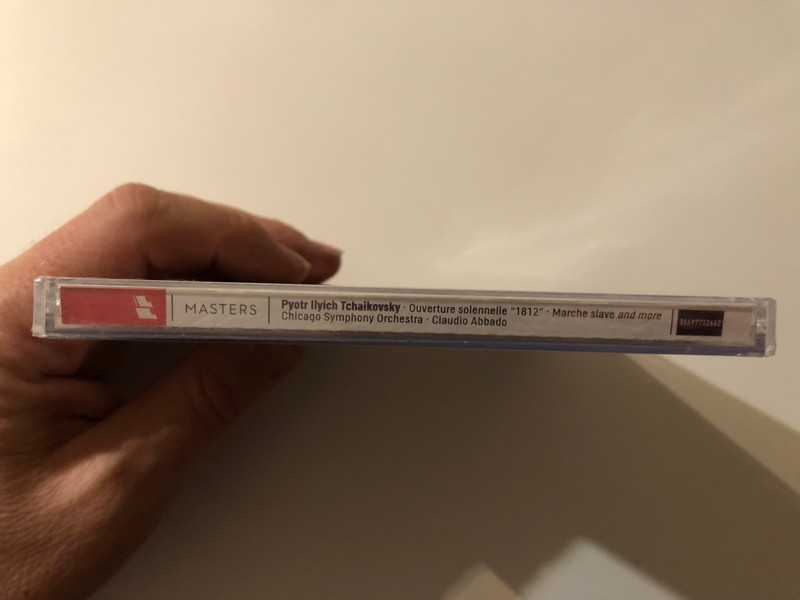 MASTERS
Pyotr Ilyich Tchaikovsky · Ouverture solennelle "1812" · Marche slave and more
Chicago Symphony Orchestra · Claudio Abbado